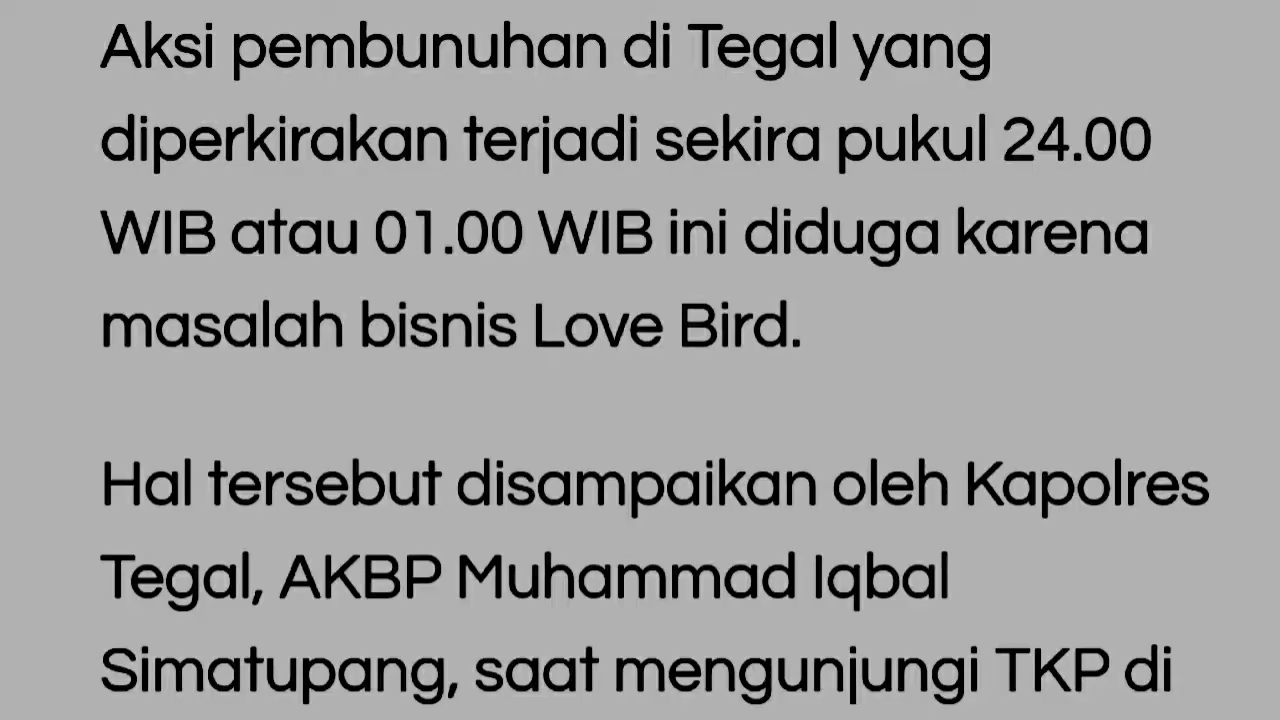 Aksi pembunuhan di Tegal yang
diperkirakan terjadi sekira pukul 24.00
WIB atau 01.00 WIB ini diduga karena
masalah bisnis Love Bird.
Hal tersebut disampaikan oleh Kapolres
Tegal, AKBP Muhammad Iqbal
Simatupang, saat mengunjungi TKP di